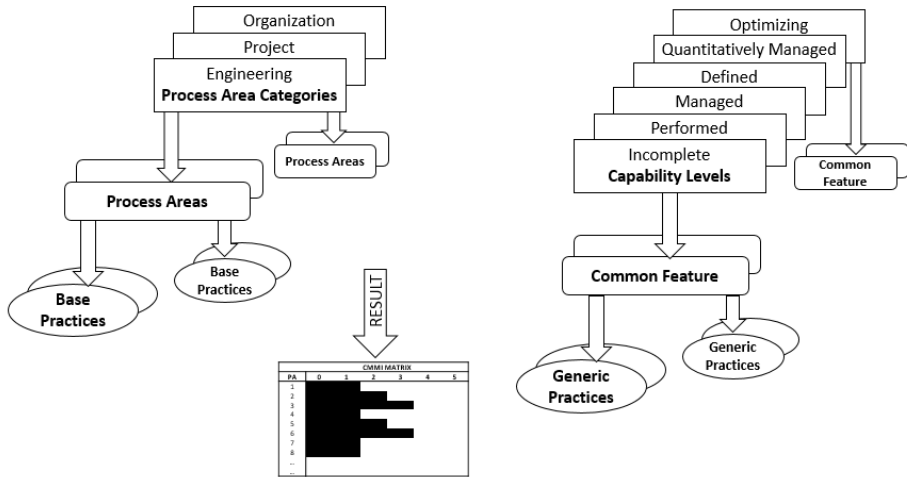 Organization
Project
Engineering
Process Area Categories
Process Areas
Process Areas
Base
Practices
Base
Practices
Optimizing
Quantitatively Managed
Defined
Managed
Performed
Incomplete
Capability Levels
Common
Feature
Common Feature
Generic
Practices
Generic
Practices
RESULT
CMMI MATRIX
PA 0 1 2 3 4 5
1
2
3
4
5
6
7
8
...
...